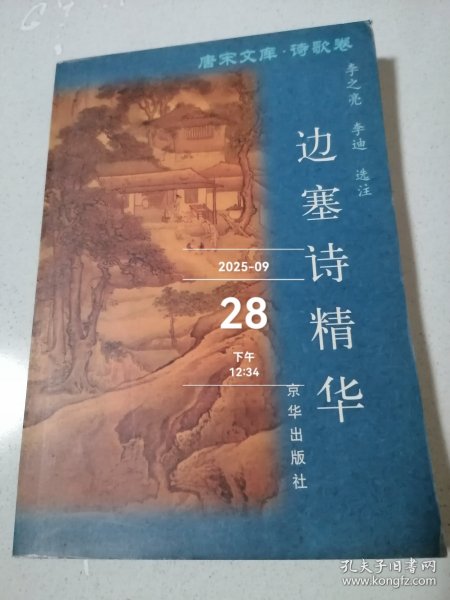 唐宋文库·诗歌卷
李之亮 李迪 选注
边塞诗精华
京华出版社
2025-09
28
下午
12:34
孔夫子旧书网
www.kongfz.com